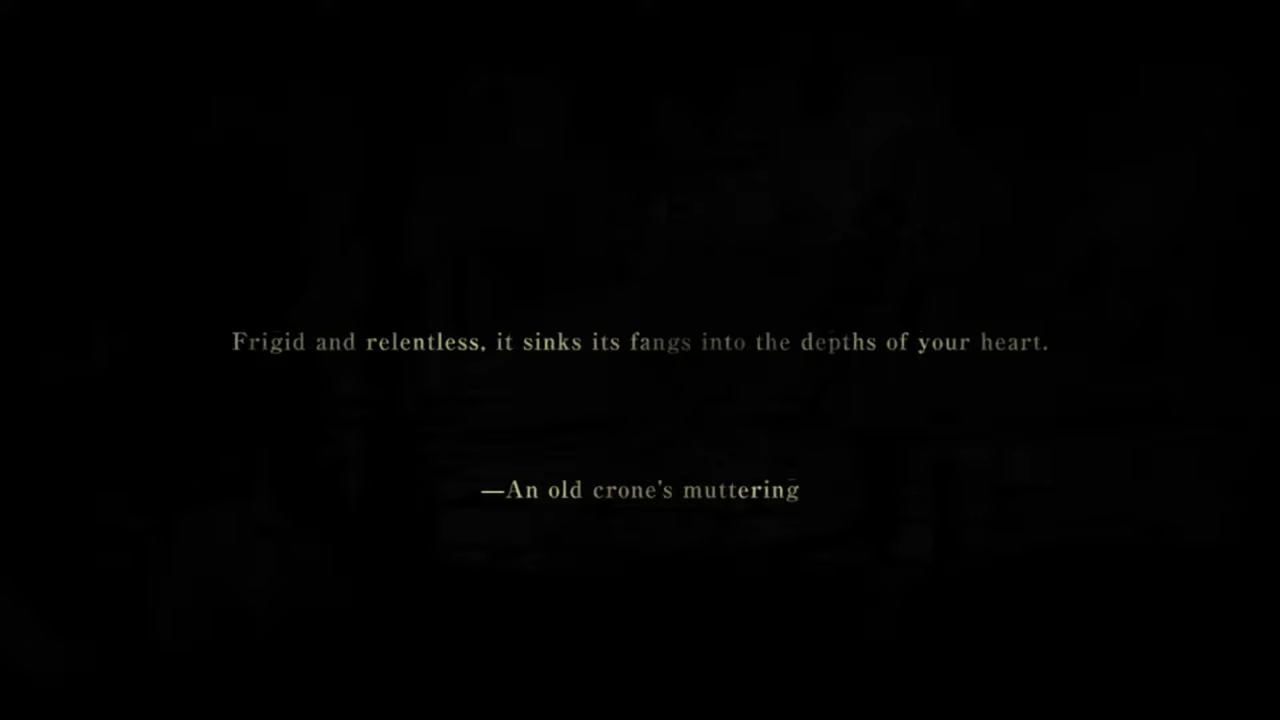 Frigid and relentless, it sinks its fangs into the depths of your heart.
—An old crone's muttering